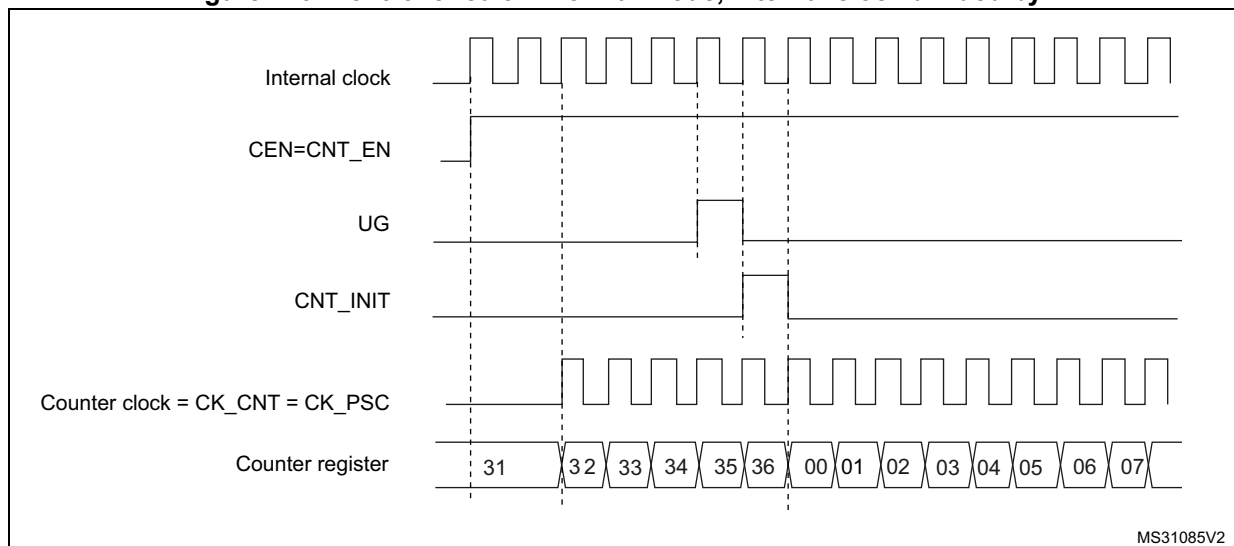 Internal clock
CEN=CNT_EN
UG
CNT_INIT
Counter clock = CK_CNT = CK_PSC
Counter register 31 32 33 34 35 36 00 01 02 03 04 05 06 07
MS31085V2